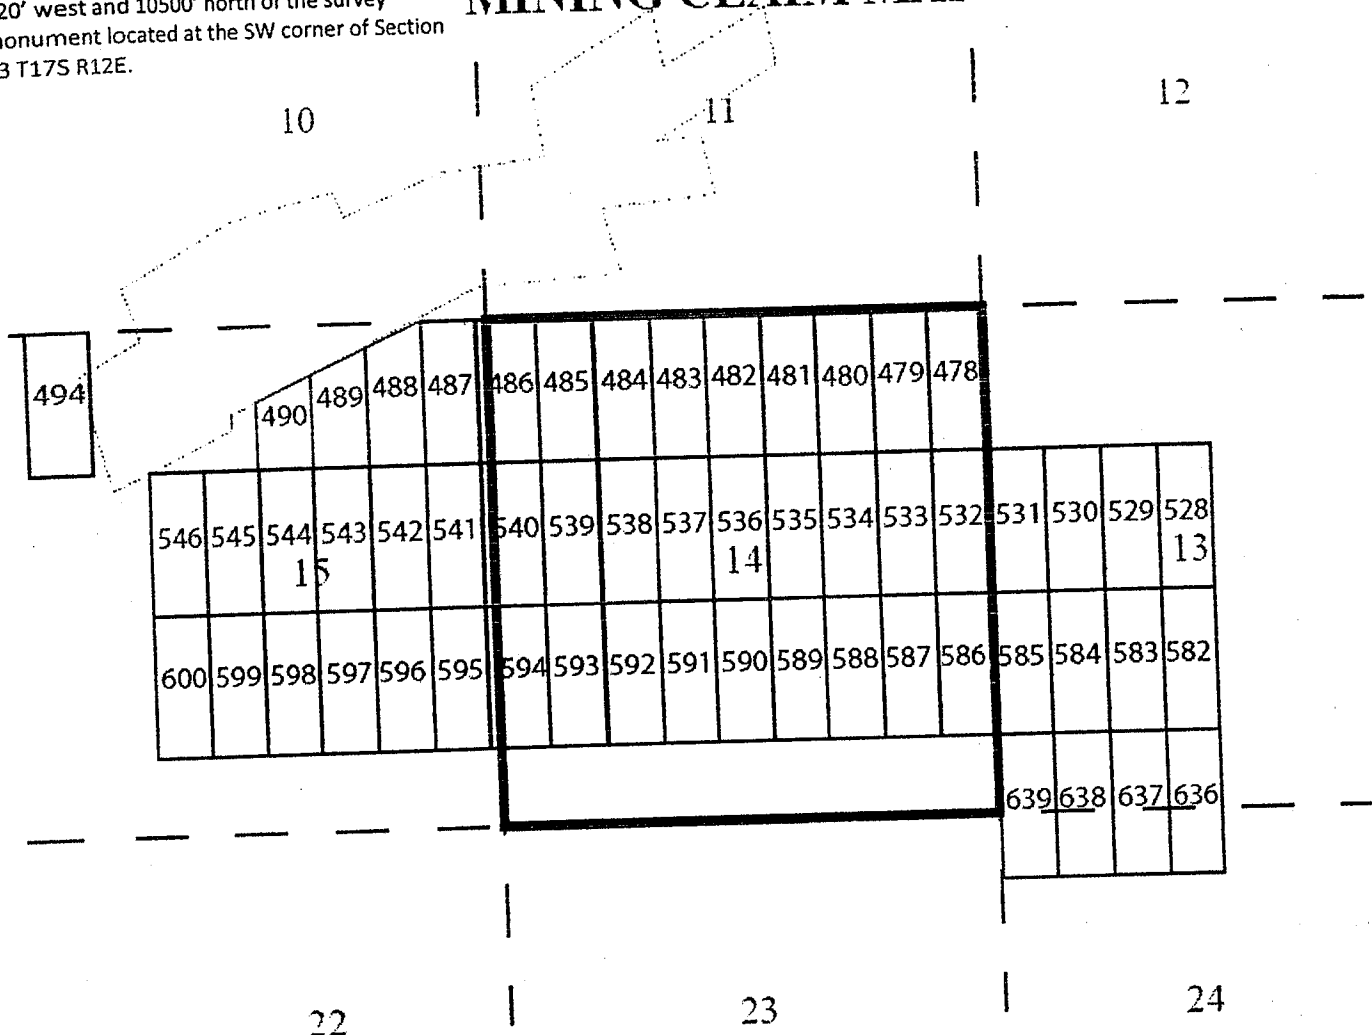 20' west and 10500' north of the survey
monument located at the SW corner of Section
3 T17S R12E.
MINING CLAIM MAP
10
11
12
494
490 489 488 487 486 485 484 483 482 481 480 479 478
546 545 544 543 542 541 540 539 538 537 536 535 534 533 532 531 530 529 528
15
14
13
600 599 598 597 596 595 594 593 592 591 590 589 588 587 586 585 584 583 582
639 638 637 636
22
23
24